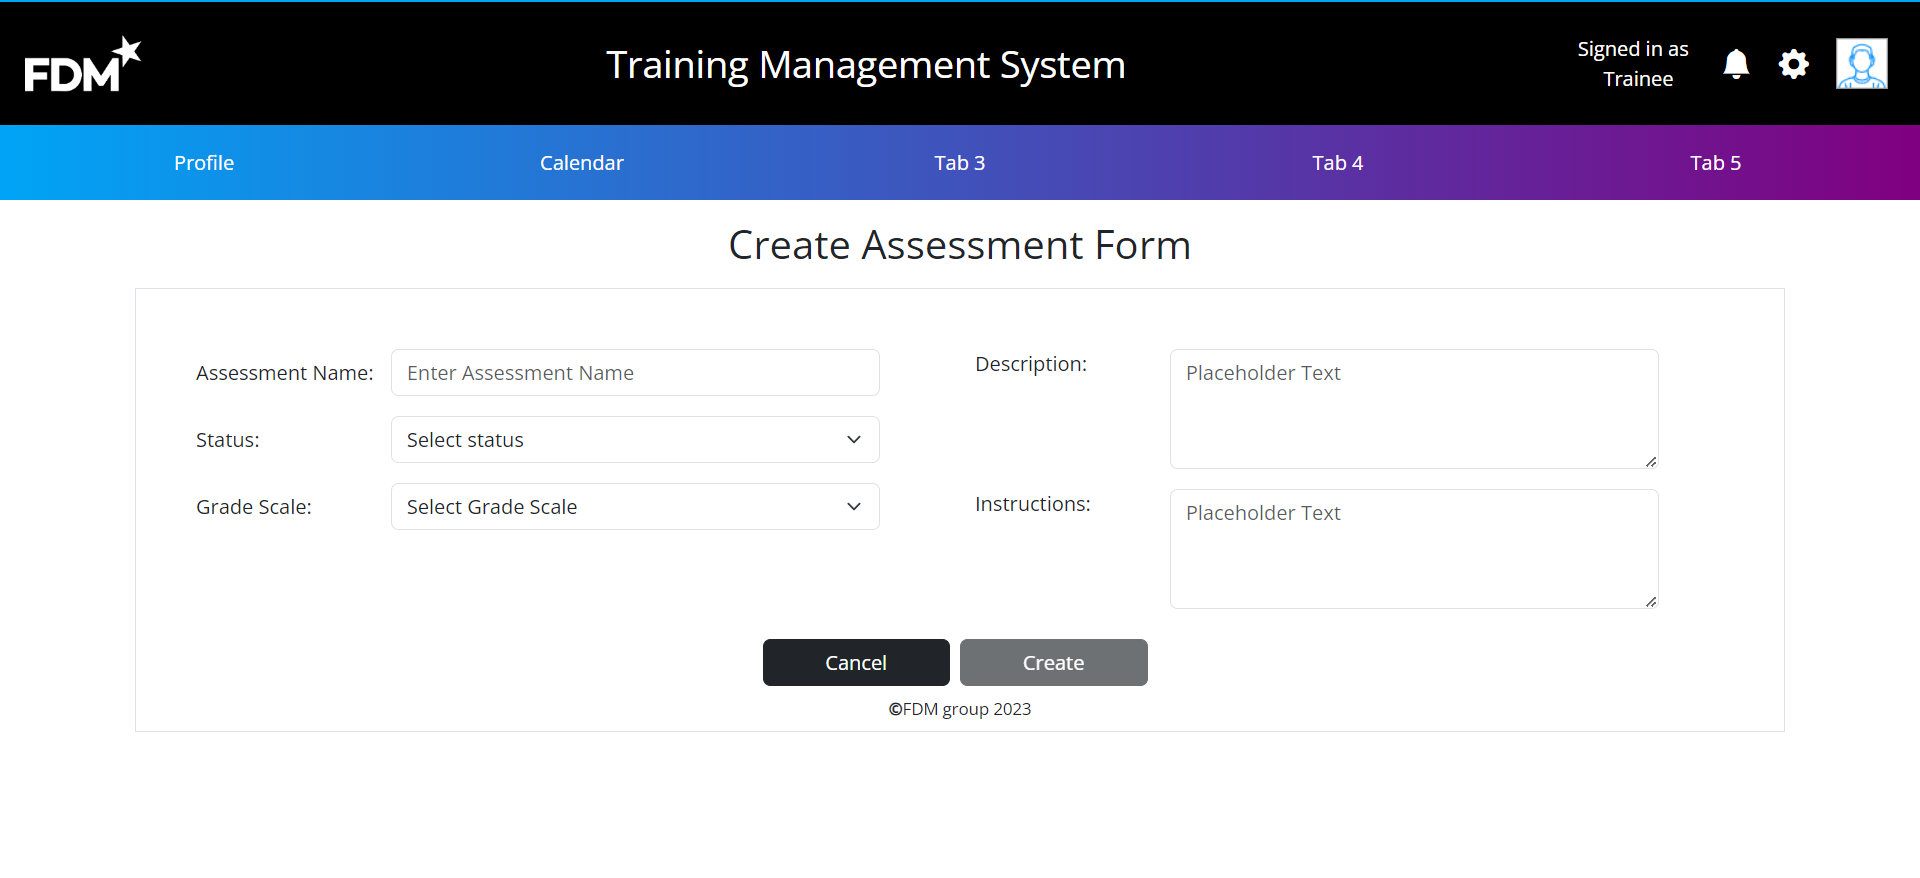 FDM
Training Management System
Signed in as
Trainee
Profile
Calendar
Tab 3
Tab 4
Tab 5
Create Assessment Form
Assessment Name:
Enter Assessment Name
Status:
Select status
Grade Scale:
Select Grade Scale
Description:
Placeholder Text
Instructions:
Placeholder Text
Cancel
Create
©FDM group 2023